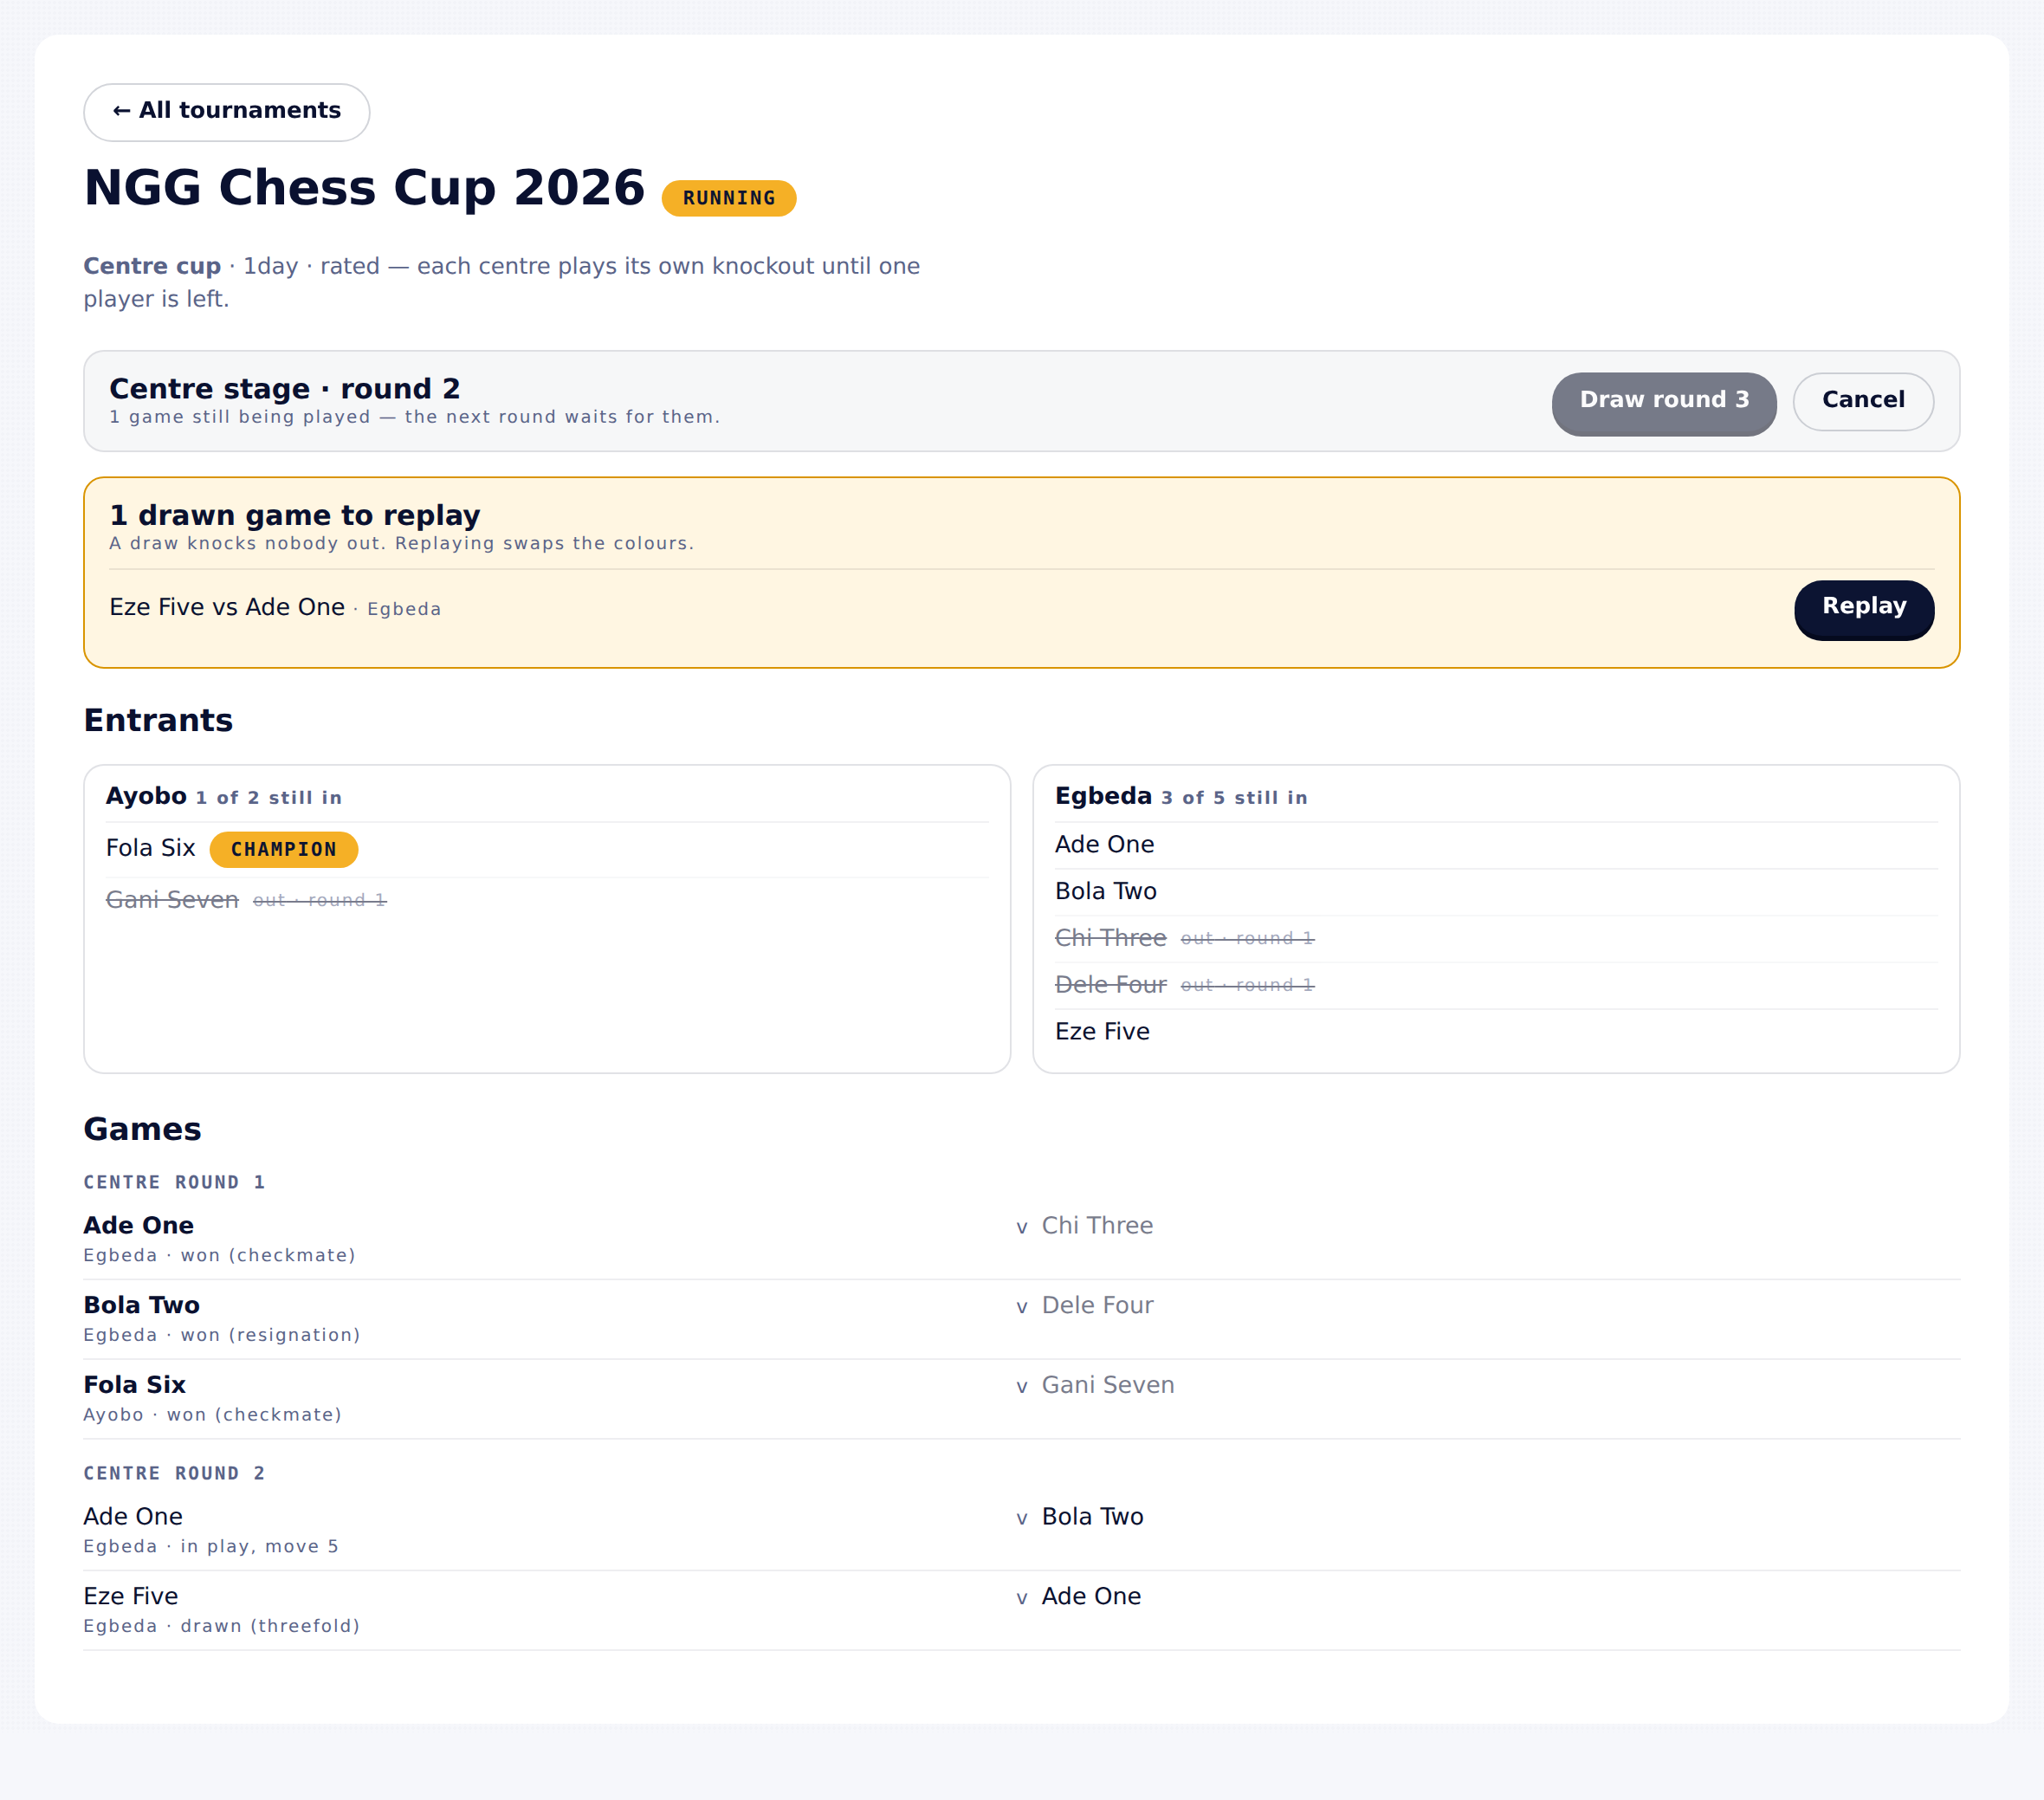 ← All tournaments
NGG Chess Cup 2026 RUNNING
Centre cup · 1day · rated — each centre plays its own knockout until one
player is left.
Centre stage · round 2
1 game still being played — the next round waits for them.
Draw round 3 Cancel
1 drawn game to replay
A draw knocks nobody out. Replaying swaps the colours.
Eze Five vs Ade One · Egbeda
Replay
Entrants
Ayobo 1 of 2 still in
Fola Six CHAMPION
Gani Seven out · round 1
Egbeda 3 of 5 still in
Ade One
Bola Two
Chi Three out · round 1
Dele Four out · round 1
Eze Five
Games
CENTRE ROUND 1
Ade One v Chi Three
Egbeda · won (checkmate)
Bola Two v Dele Four
Egbeda · won (resignation)
Fola Six v Gani Seven
Ayobo · won (checkmate)
CENTRE ROUND 2
Ade One v Bola Two
Egbeda · in play, move 5
Eze Five v Ade One
Egbeda · drawn (threefold)